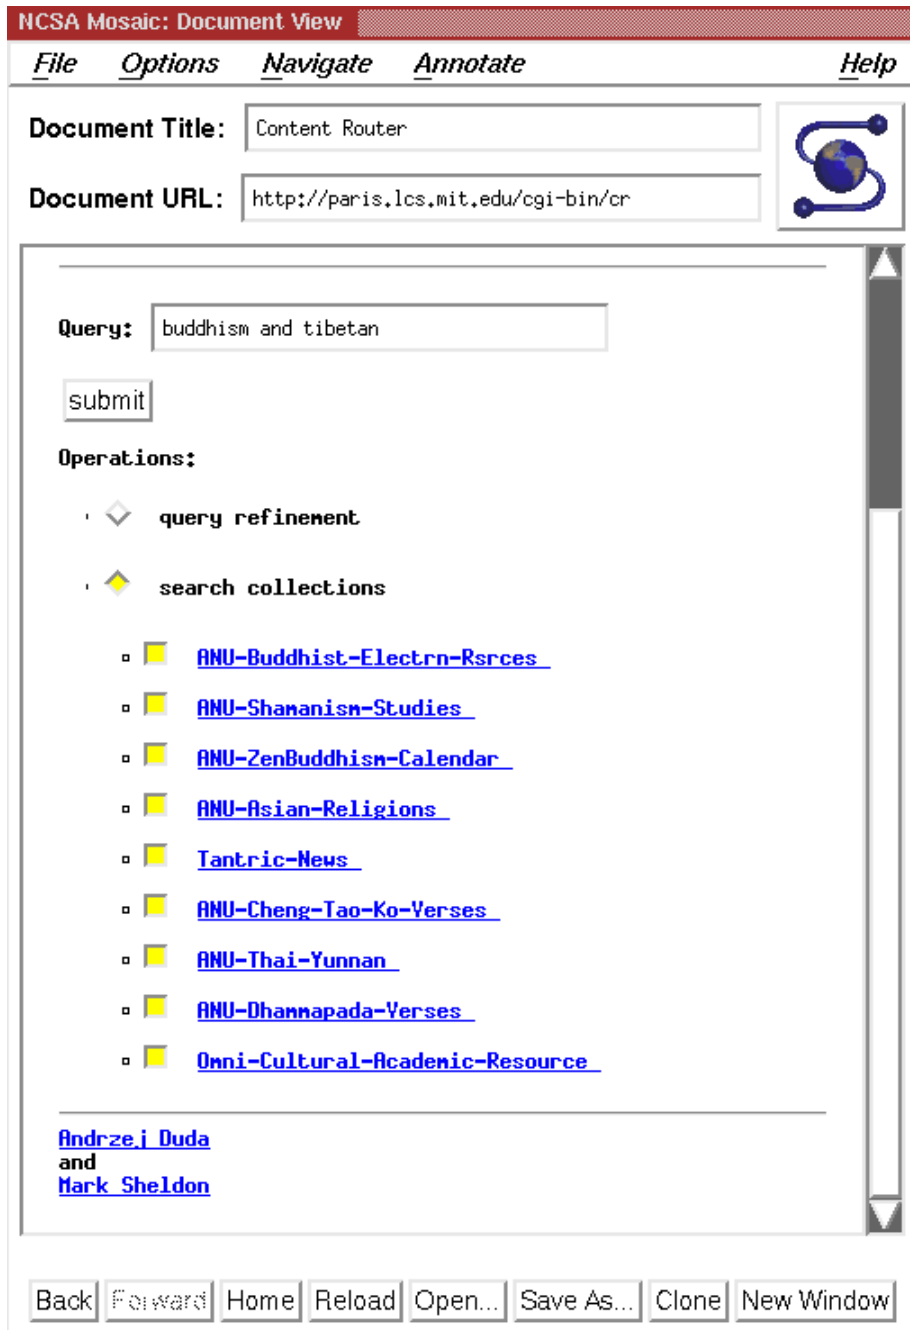 NCSA Mosaic: Document View
File Options Navigate Annotate Help
Document Title: Content Router
Document URL: http://paris.lcs.mit.edu/cgi-bin/cr
Query: buddhism and tibetan
submit
Operations:
query refinement
search collections
ANU-Buddhist-Electrn-Rsrces
ANU-Shamanism-Studies
ANU-ZenBuddhism-Calendar
ANU-Asian-Religions
Tantric-News
ANU-Cheng-Tao-Ko-Verses
ANU-Thai-Yunnan
ANU-Dhammapada-Verses
Omni-Cultural-Academic-Resource
Andrzej Duda
and
Mark Sheldon
Back Forward Home Reload Open... Save As... Clone New Window